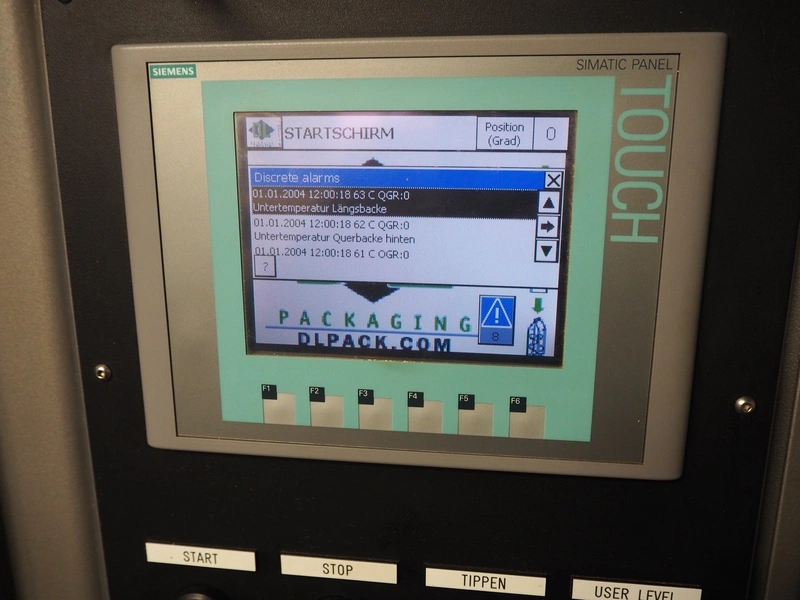 SIEMENS
SIMATIC PANEL
TOUCH
STARTSCHIRM
Position
(Grad)
0
Discrete alarms
01.01.2004 12:00:18 63 C QGR:0
Untertemperatur Längsbacke
01.01.2004 12:00:18 62 C QGR:0
Untertemperatur Querbacke hinten
01.01.2004 12:00:18 61 C QGR:0
?
8
PACKAGING
DLPACK.COM
F1 F2 F3 F4 F5 F6
START
STOP
TIPPEN
USER LEVEL